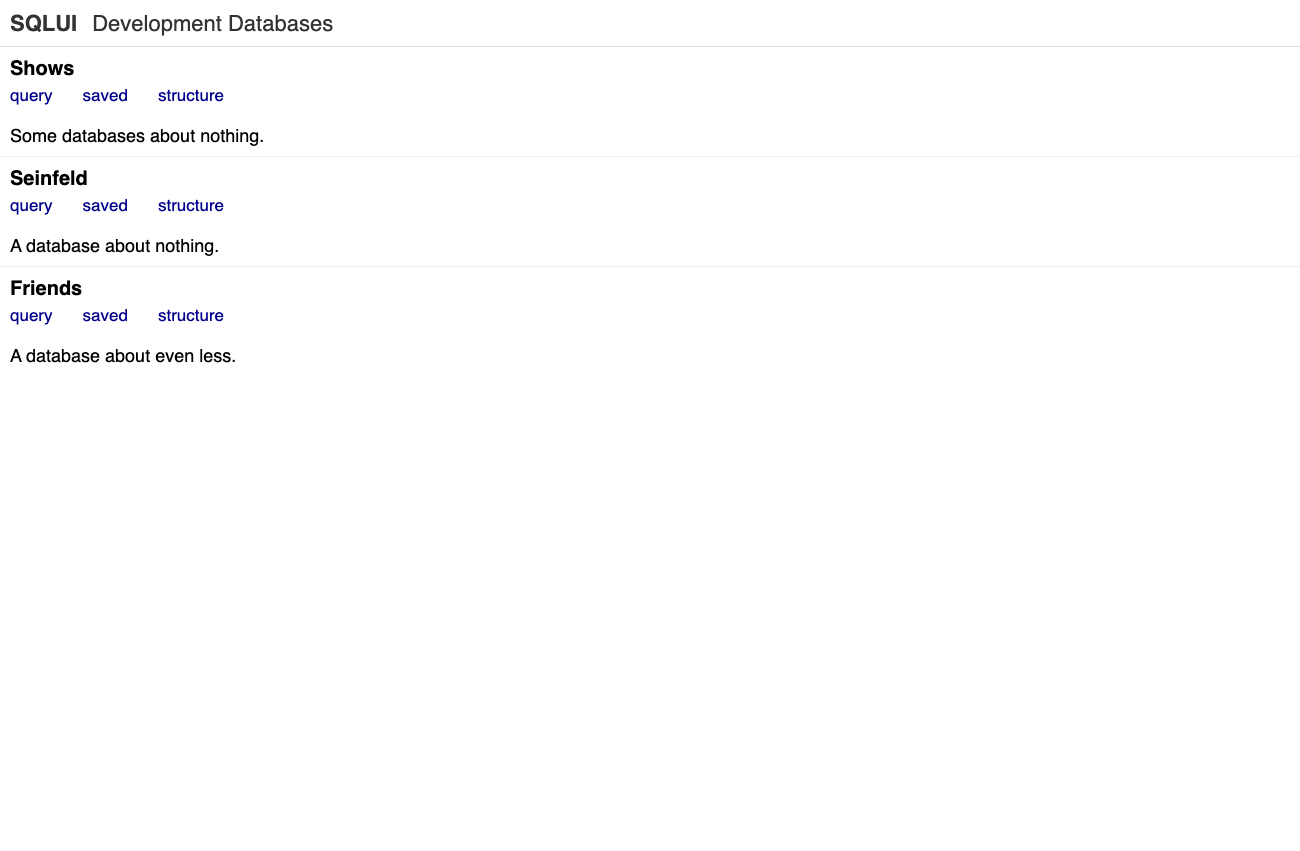 SQLUI Development Databases
Shows
query saved structure
Some databases about nothing.
Seinfeld
query saved structure
A database about nothing.
Friends
query saved structure
A database about even less.